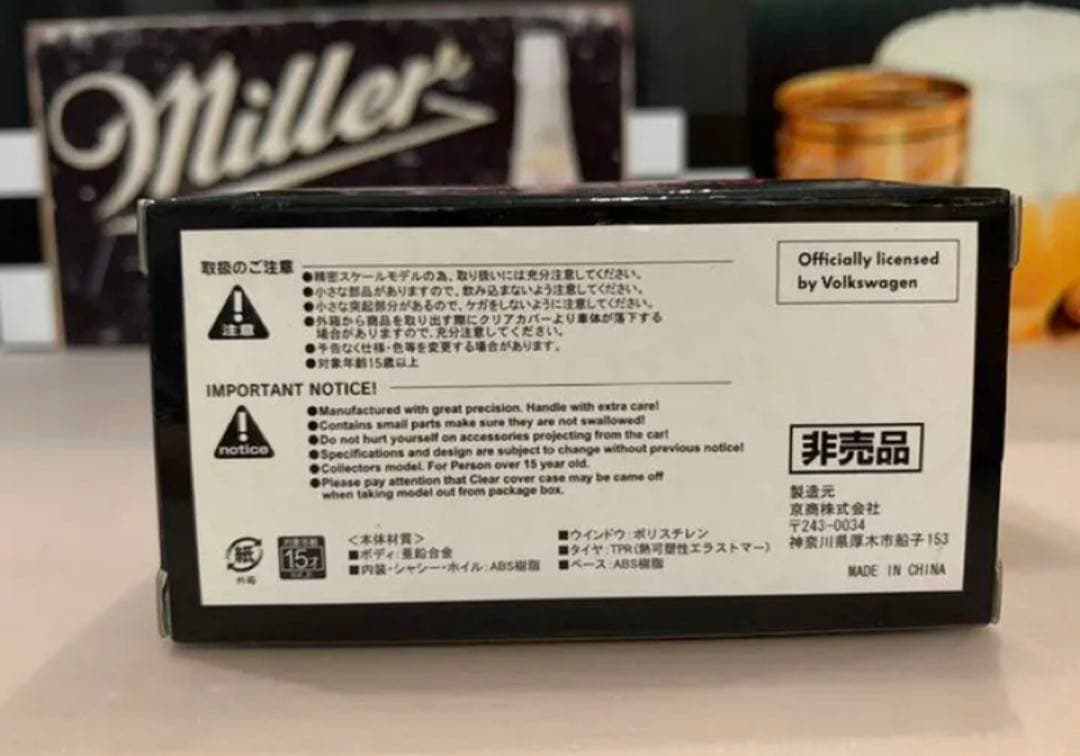 Miller
取扱のご注意
注意
●精密スケールモデルの為、取り扱いには充分注意してください。
●小さな部品がありますので、飲み込まないよう注意してください。
●小さな突起部分があるので、ケガをしないように注意してください。
●外箱から商品を取り出す際にクリアカバーより車体が落下する
場合がありますので、充分注意してください。
●予告なく仕様・色等を変更する場合があります。
●対象年齢15歳以上
Officially licensed
by Volkswagen
IMPORTANT NOTICE!
notice
●Manufactured with great precision. Handle with extra care!
●Contains small parts make sure they are not swallowed!
●Do not hurt yourself on accessories projecting from the car!
●Specifications and design are subject to change without previous notice!
●Collectors model. For Person over 15 year old.
●Please pay attention that Clear cover case may be came off
when taking model out from package box.
非売品
製造元
京商株式会社
〒243-0034
神奈川県厚木市船子153
MADE IN CHINA
紙
外箱
対象年齢
15才
以上
＜本体材質＞
■ボディ：亜鉛合金
■内装・シャシー・ホイル：ABS樹脂
■ウインドウ：ポリスチレン
■タイヤ：TPR（熱可塑性エラストマー）
■ベース：ABS樹脂